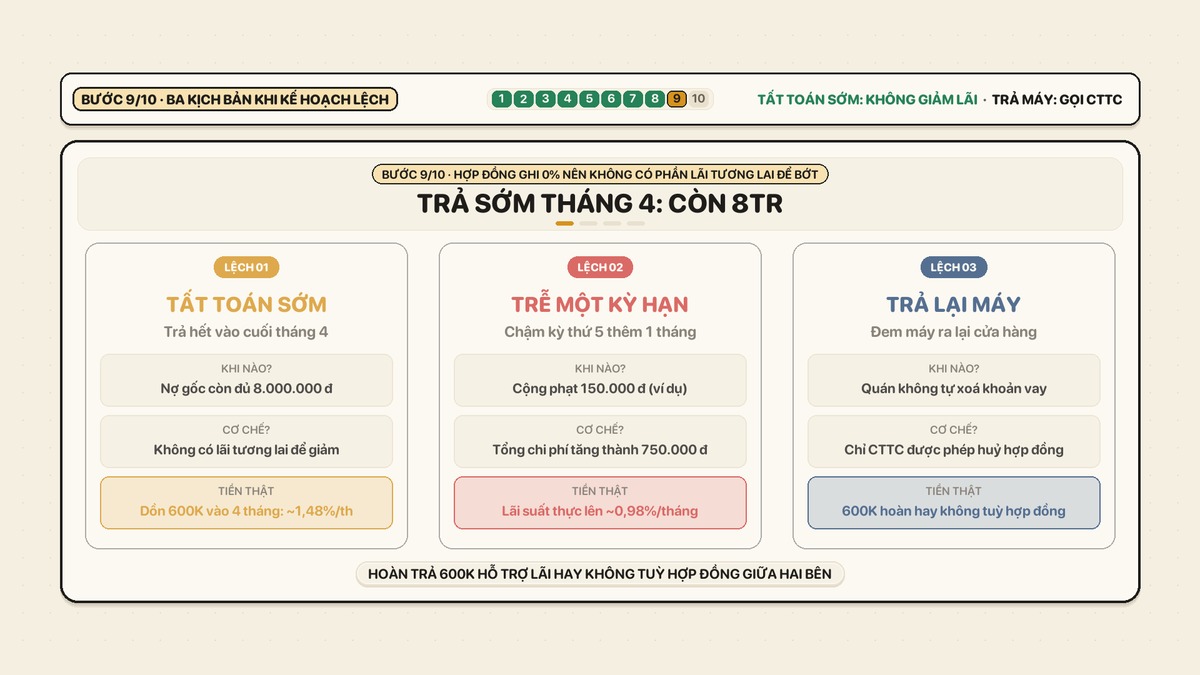 BƯỚC 9/10 · BA KỊCH BẢN KHI KẾ HOẠCH LỆCH
1 2 3 4 5 6 7 8 9 10
TẤT TOÁN SỚM: KHÔNG GIẢM LÃI · TRẢ MÁY: GỌI CTTC
BƯỚC 9/10 · HỢP ĐỒNG GHI 0% NÊN KHÔNG CÓ PHẦN LÃI TƯƠNG LAI ĐỂ BỚT
TRẢ SỚM THÁNG 4: CÒN 8TR
LỆCH 01
TẤT TOÁN SỚM
Trả hết vào cuối tháng 4
KHI NÀO?
Nợ gốc còn đủ 8.000.000 đ
CƠ CHẾ?
Không có lãi tương lai để giảm
TIỀN THẬT
Dồn 600K vào 4 tháng: ~1,48%/th
LỆCH 02
TRỄ MỘT KỲ HẠN
Chậm kỳ thứ 5 thêm 1 tháng
KHI NÀO?
Cộng phạt 150.000 đ (ví dụ)
CƠ CHẾ?
Tổng chi phí tăng thành 750.000 đ
TIỀN THẬT
Lãi suất thực lên ~0,98%/tháng
LỆCH 03
TRẢ LẠI MÁY
Đem máy ra lại cửa hàng
KHI NÀO?
Quán không tự xoá khoản vay
CƠ CHẾ?
Chỉ CTTC được phép huỷ hợp đồng
TIỀN THẬT
600K hoàn hay không tuỳ hợp đồng
HOÀN TRẢ 600K HỖ TRỢ LÃI HAY KHÔNG TUỲ HỢP ĐỒNG GIỮA HAI BÊN